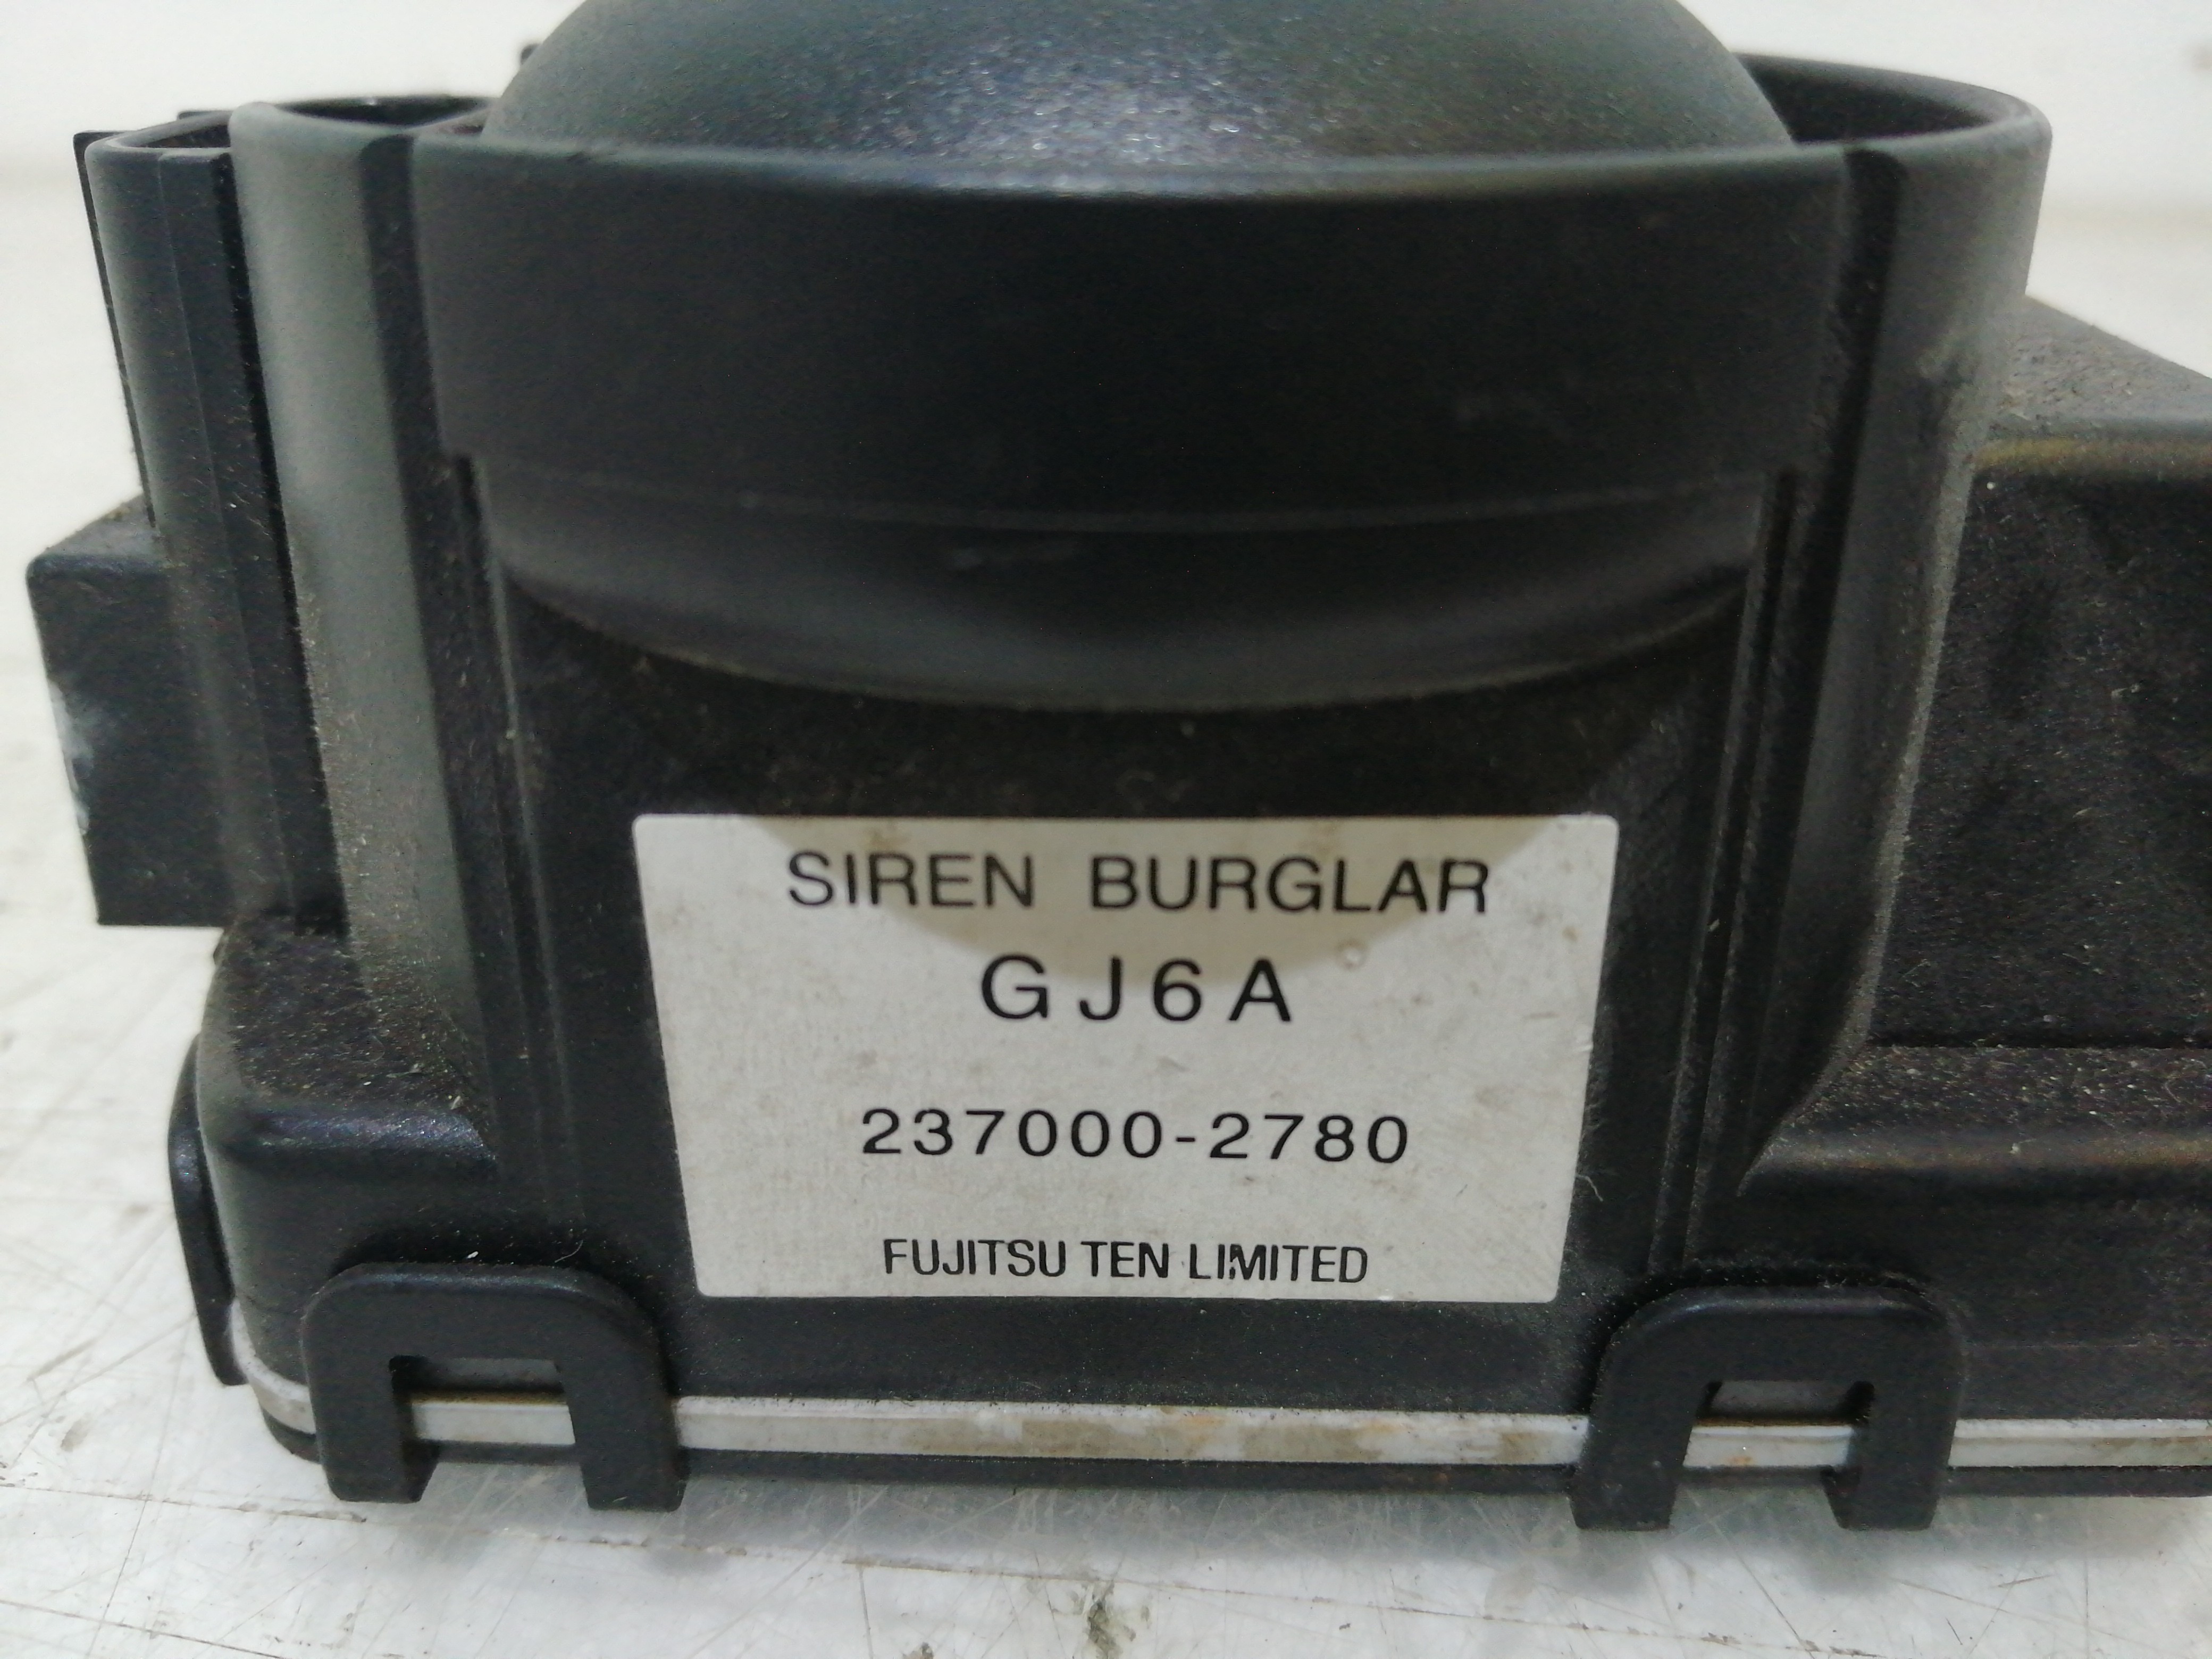 SIREN BURGLAR
GJ6A
237000-2780
FUJITSU TEN LIMITED